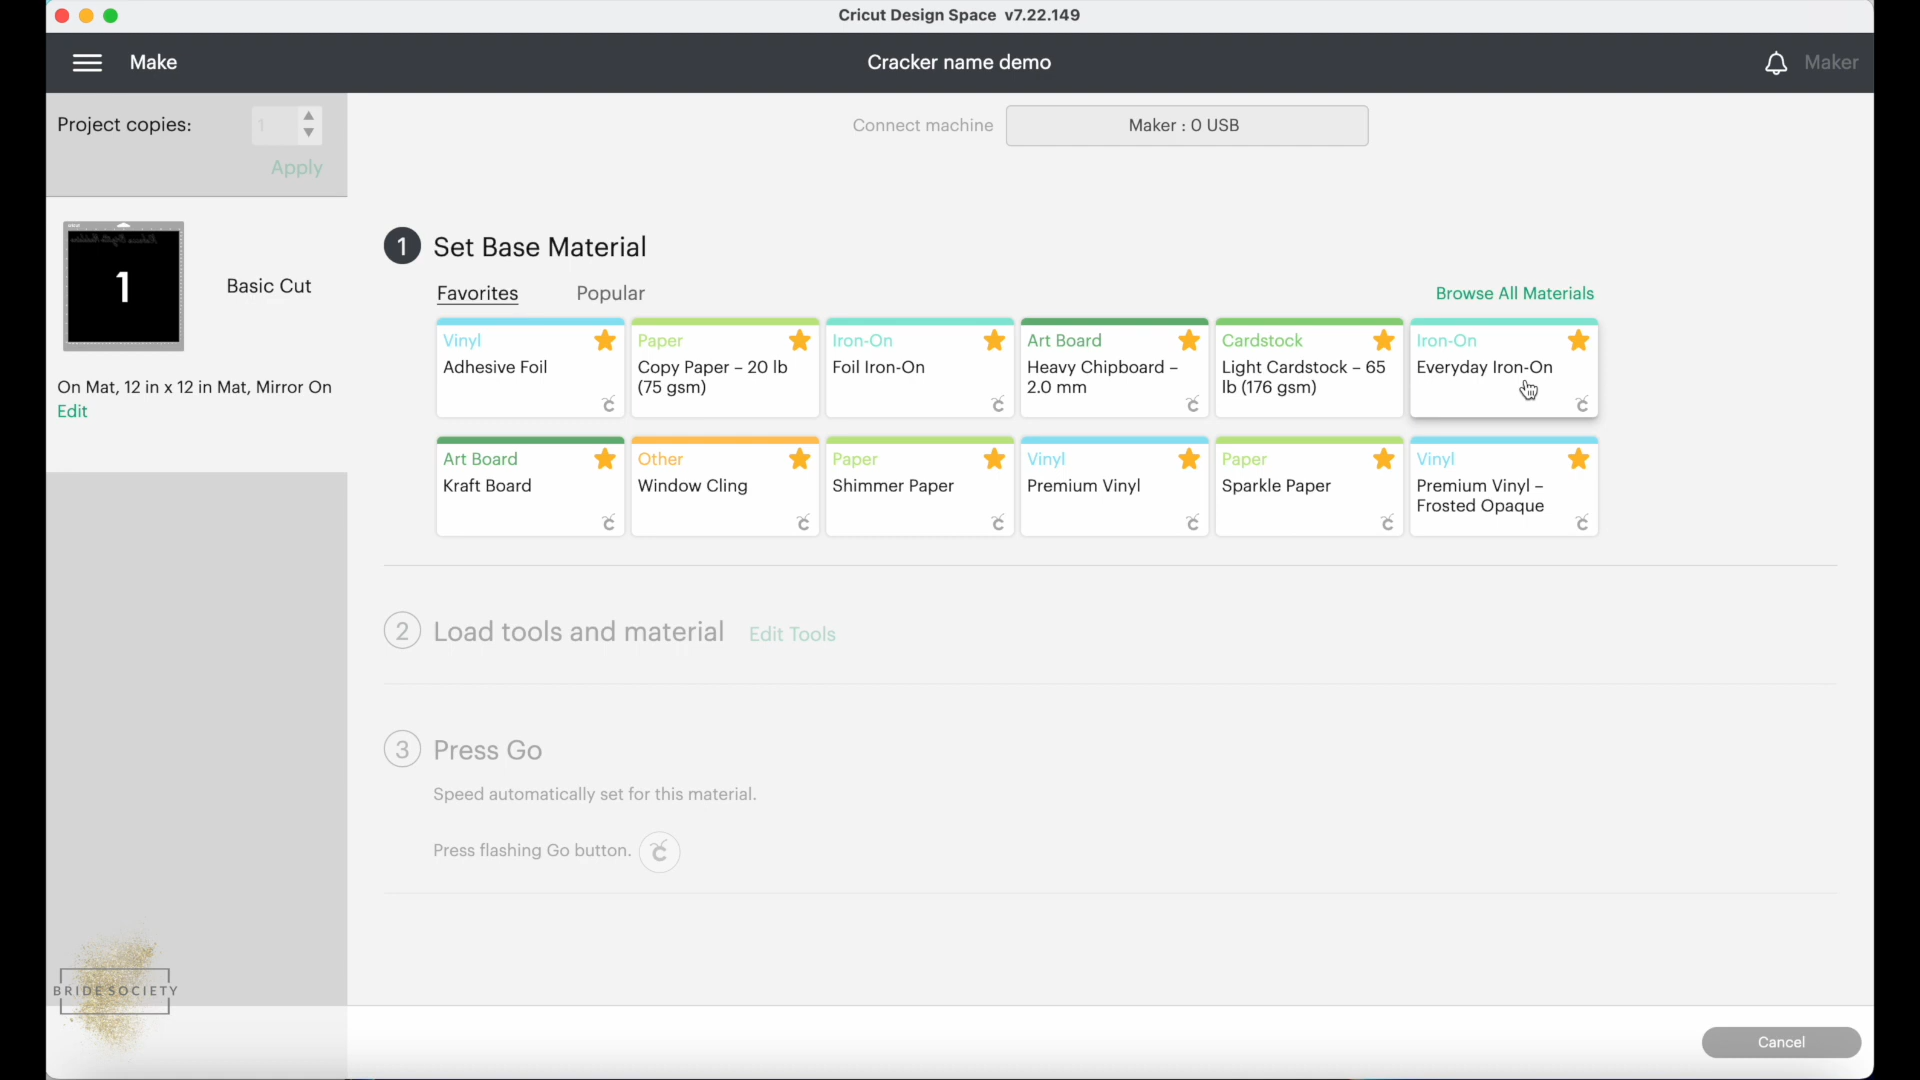 Cricut Design Space v7.22.149
Make
Cracker name demo
Maker
Project copies:
1
Apply
Connect machine
Maker : 0 USB
1
Basic Cut
On Mat, 12 in x 12 in Mat, Mirror On
Edit
1 Set Base Material
Favorites
Popular
Browse All Materials
Vinyl
Adhesive Foil
Paper
Copy Paper – 20 lb
(75 gsm)
Iron-On
Foil Iron-On
Art Board
Heavy Chipboard –
2.0 mm
Cardstock
Light Cardstock – 65
lb (176 gsm)
Iron-On
Everyday Iron-On
Art Board
Kraft Board
Other
Window Cling
Paper
Shimmer Paper
Vinyl
Premium Vinyl
Paper
Sparkle Paper
Vinyl
Premium Vinyl –
Frosted Opaque
2 Load tools and material Edit Tools
3 Press Go
Speed automatically set for this material.
Press flashing Go button.
BRIDE SOCIETY
Cancel